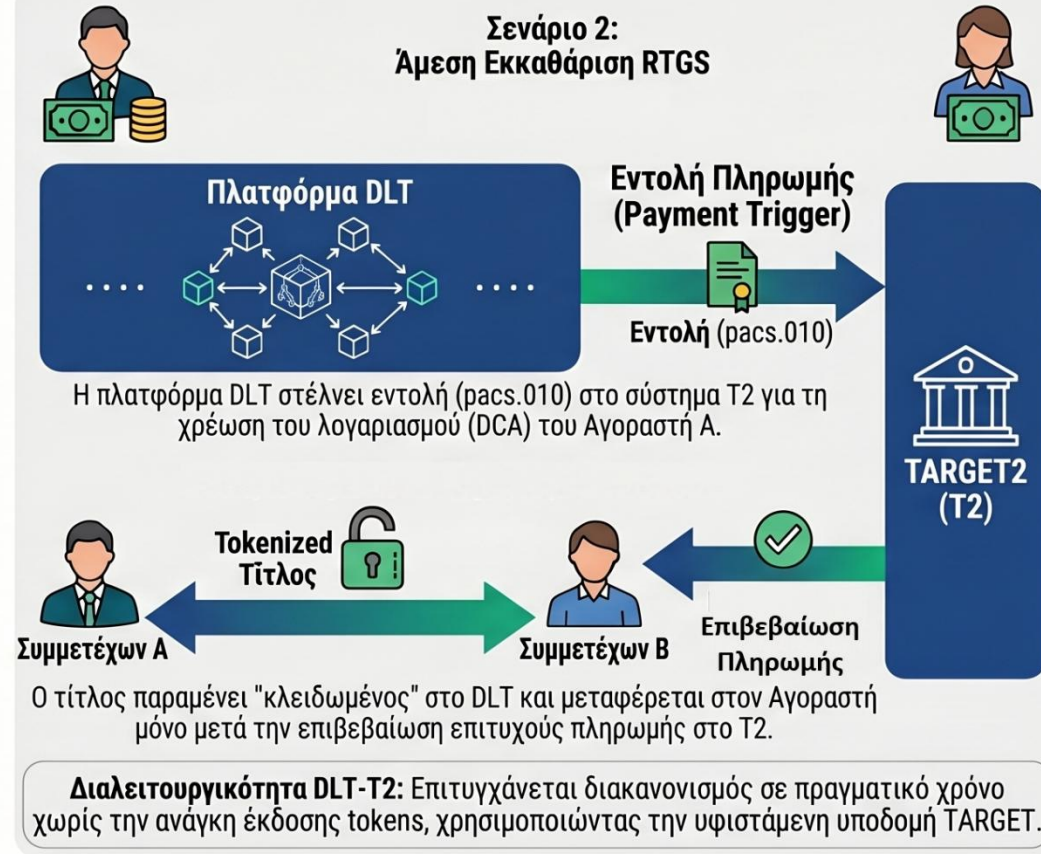 Σενάριο 2:
Άμεση Εκκαθάριση RTGS
Πλατφόρμα DLT
Εντολή Πληρωμής
(Payment Trigger)
Εντολή (pacs.010)
Η πλατφόρμα DLT στέλνει εντολή (pacs.010) στο σύστημα T2 για τη
χρέωση του λογαριασμού (DCA) του Αγοραστή Α.
TARGET2
(T2)
Tokenized
Τΐτλος
Συμμετέχων Α
Συμμετέχων Β
Επιβεβαίωση
Πληρωμής
Ο τίτλος παραμένει "κλειδωμένος" στο DLT και μεταφέρεται στον Αγοραστή
μόνο μετά την επιβεβαίωση επιτυχούς πληρωμής στο T2.
Διαλειτουργικότητα DLT-T2: Επιτυγχάνεται διακανονισμός σε πραγματικό χρόνο
χωρίς την ανάγκη έκδοσης tokens, χρησιμοποιώντας την υφιστάμενη υποδομή TARGET.